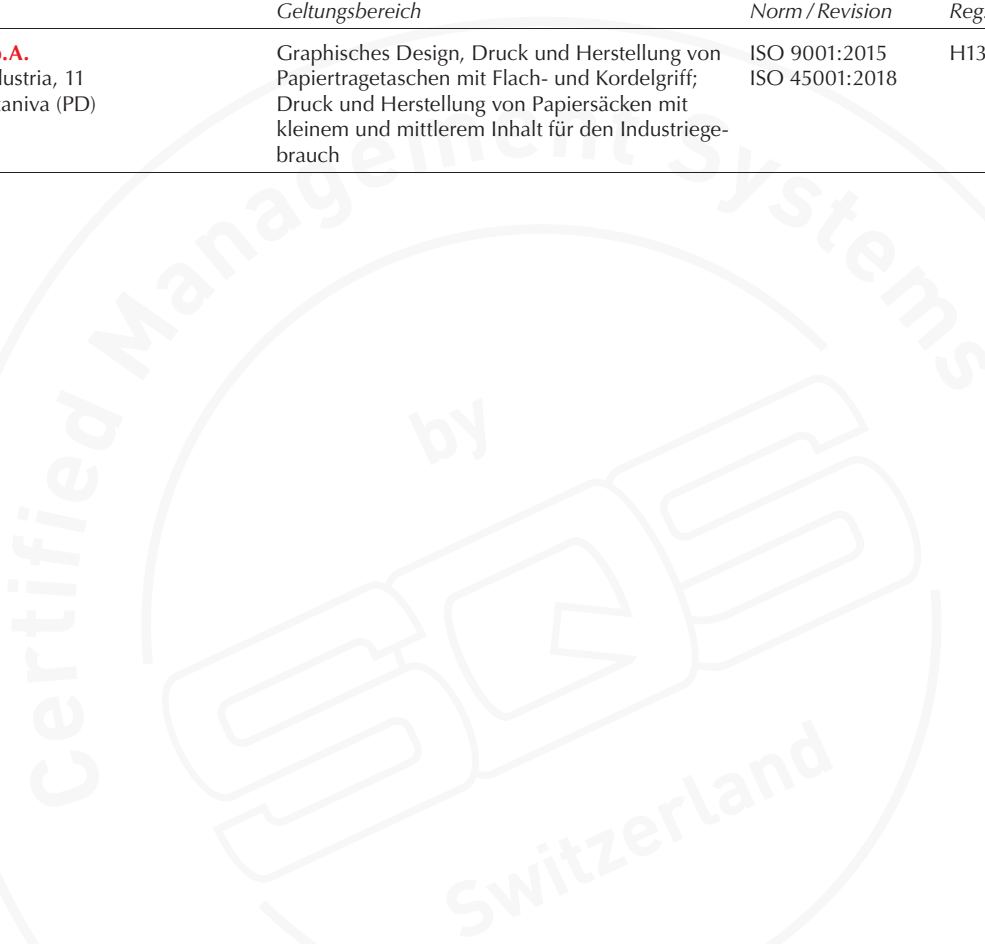 Geltungsbereich Norm / Revision
.A. Graphisches Design, Druck und Herstellung von ISO 9001:2015 H13
dustria, 11 Papiertragetaschen mit Flach- und Kordelgriff; ISO 45001:2018
aniva (PD) Druck und Herstellung von Papiersäcken mit
kleinem und mittlerem Inhalt für den Industriege-
brauch
Certified Management Systems
by
SQS
Switzerland